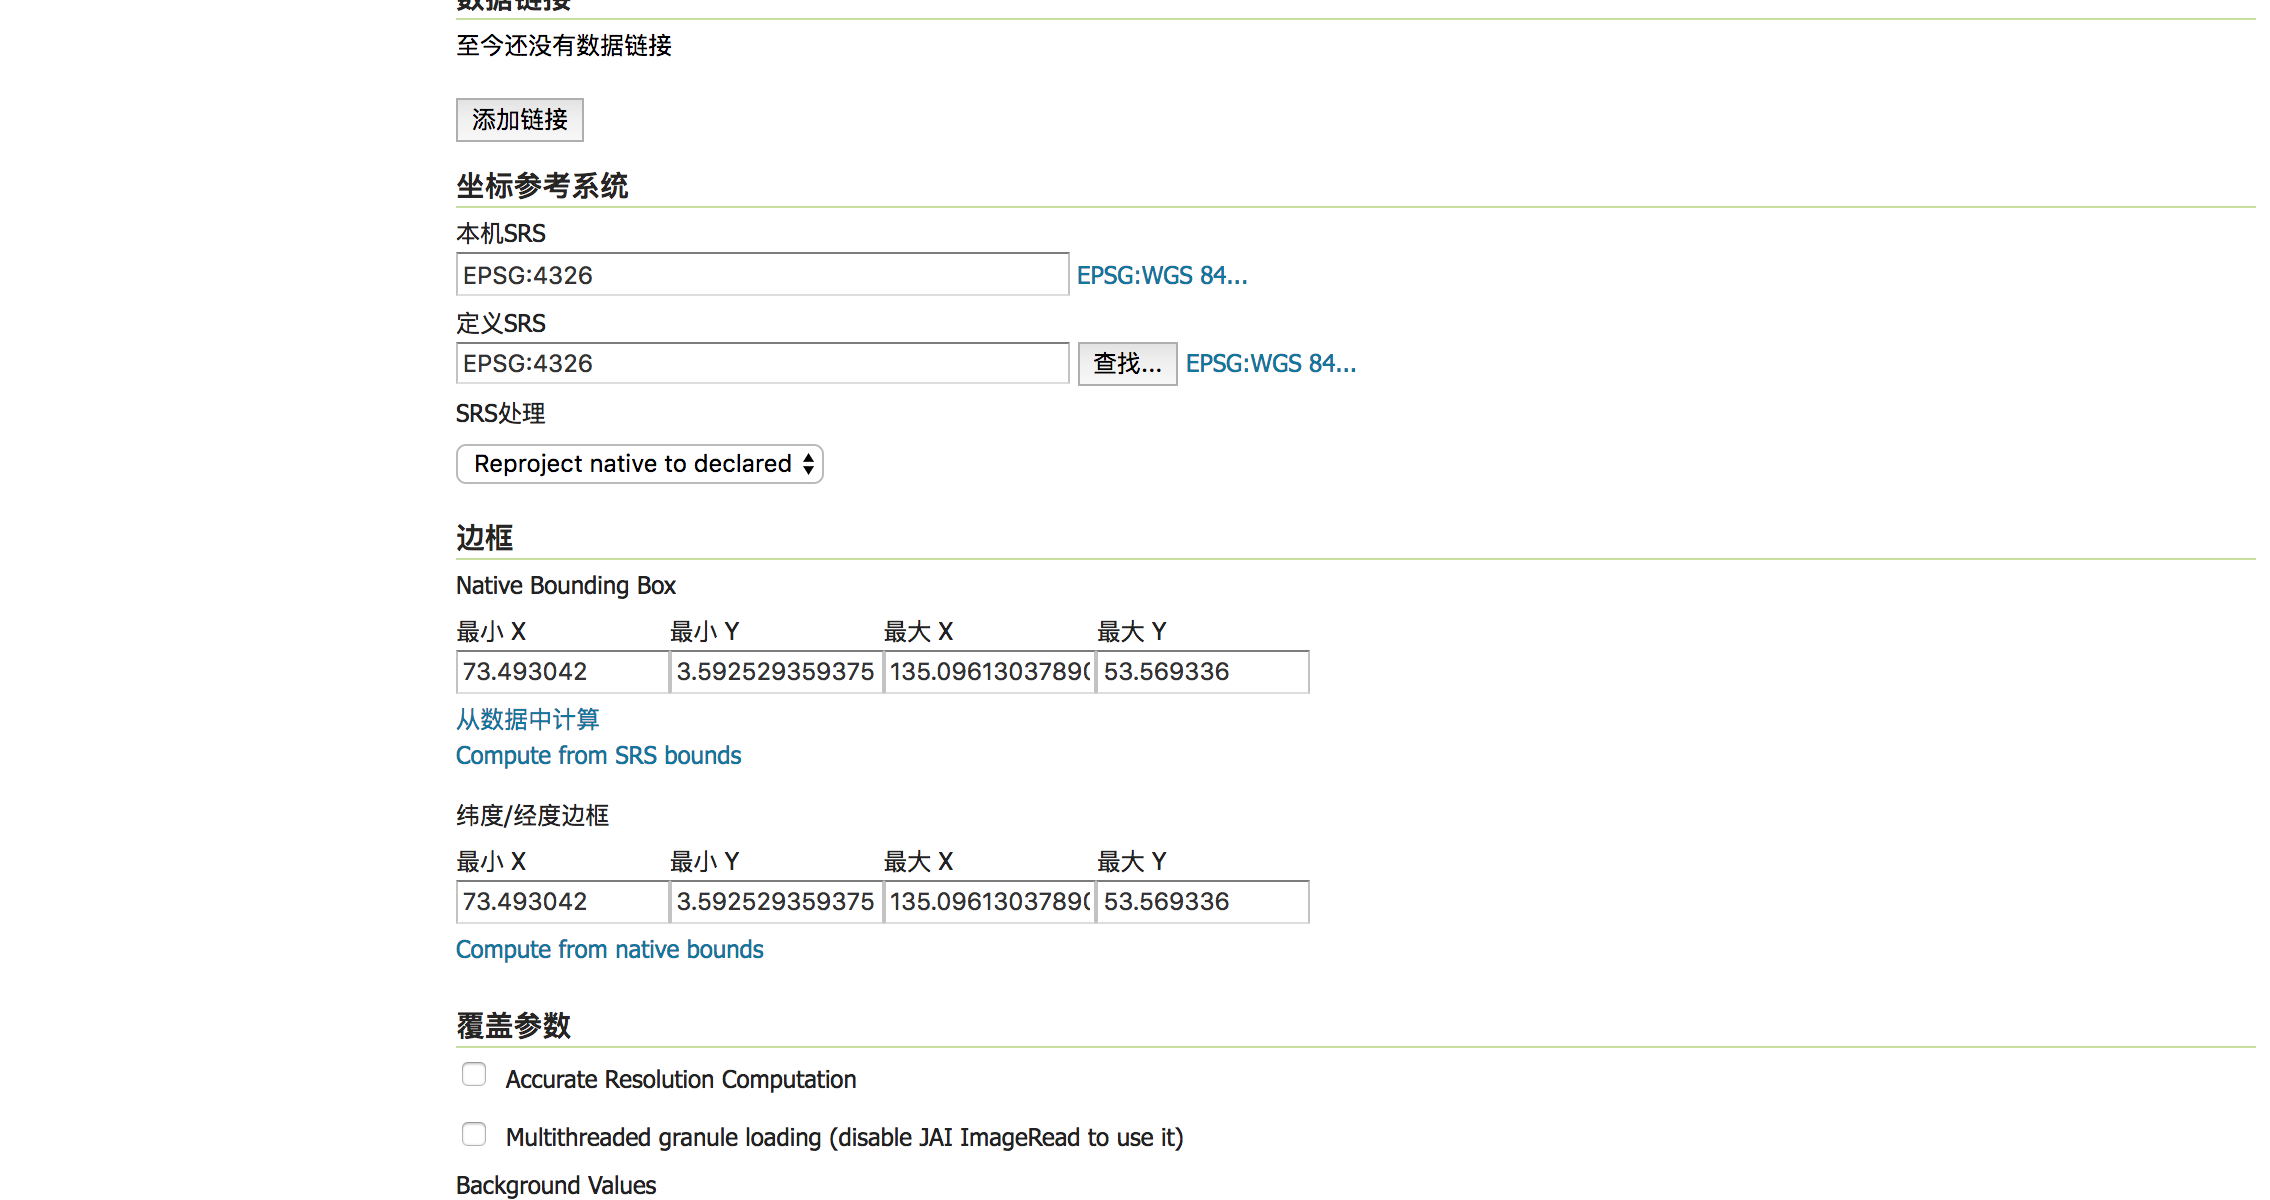 数据链接
至今还没有数据链接
添加链接
坐标参考系统
本机SRS
EPSG:4326 EPSG:WGS 84...
定义SRS
EPSG:4326 查找... EPSG:WGS 84...
SRS处理
Reproject native to declared
边框
Native Bounding Box
最小 X 最小 Y 最大 X 最大 Y
73.493042 3.592529359375 135.0961303789 53.569336
从数据中计算
Compute from SRS bounds
纬度/经度边框
最小 X 最小 Y 最大 X 最大 Y
73.493042 3.592529359375 135.0961303789 53.569336
Compute from native bounds
覆盖参数
Accurate Resolution Computation
Multithreaded granule loading (disable JAI ImageRead to use it)
Background Values